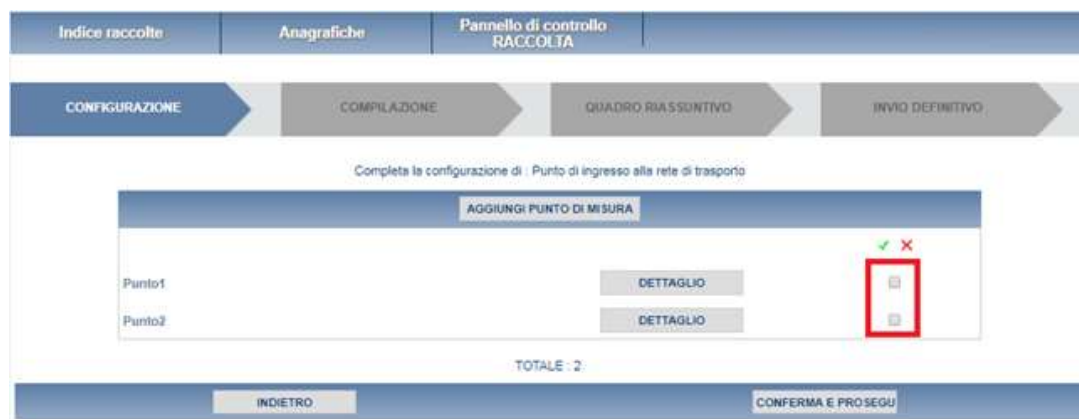 Indice raccolte
Anagrafiche
Pannello di controllo
RACCOLTA
CONFIGURAZIONE
COMPILAZIONE
QUADRO RIASSUNTIVO
INVIO DEFINITIVO
Completa la configurazione di : Punto di ingresso alla rete di trasporto
AGGIUNGI PUNTO DI MISURA
Punto1 DETTAGLIO
Punto2 DETTAGLIO
TOTALE : 2
INDIETRO
CONFERMA E PROSEGU